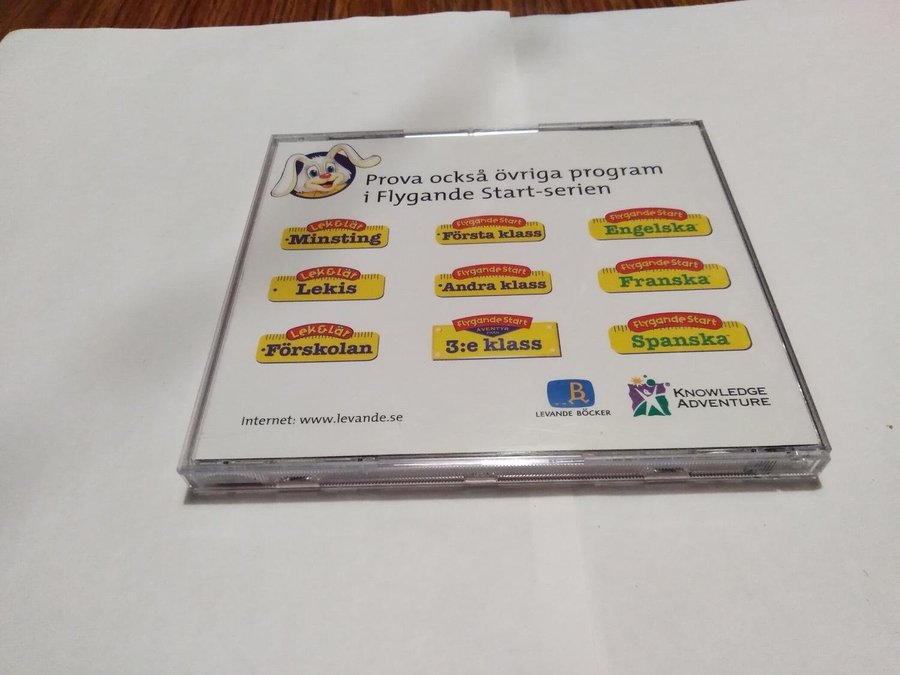 Prova också övriga program
i Flygande Start-serien
Lek&Lär
Minsting
Flygande Start
Första klass
Flygande Start
Engelska
Lek&Lär
Lekis
Flygande Start
Andra klass
Flygande Start
Franska
Lek&Lär
Förskolan
Flygande Start
ÄVENTYR
3:e klass
Flygande Start
Spanska
Internet: www.levande.se
B
LEVANDE BÖCKER
KNOWLEDGE
ADVENTURE